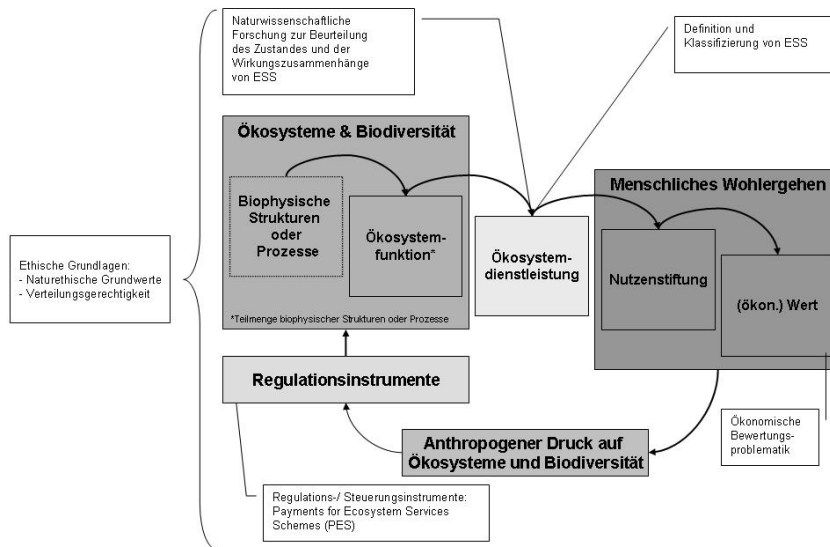 Naturwissenschaftliche
Forschung zur Beurteilung
des Zustandes und der
Wirkungszusammenhänge
von ESS
Definition und
Klassifizierung von ESS
Ökosysteme & Biodiversität
Biophysische
Strukturen
oder
Prozesse
Ökosystem-
funktion*
*Teilmenge biophysischer Strukturen oder Prozesse
Ökosystem-
dienstleistung
Menschliches Wohlergehen
Nutzenstiftung
(ökon.) Wert
Ethische Grundlagen:
- Naturethische Grundwerte
- Verteilungsgerechtigkeit
Regulationsinstrumente
Anthropogener Druck auf
Ökosysteme und Biodiversität
Ökonomische
Bewertungs-
problematik
Regulations-/ Steuerungsinstrumente:
Payments for Ecosystem Services
Schemes (PES)